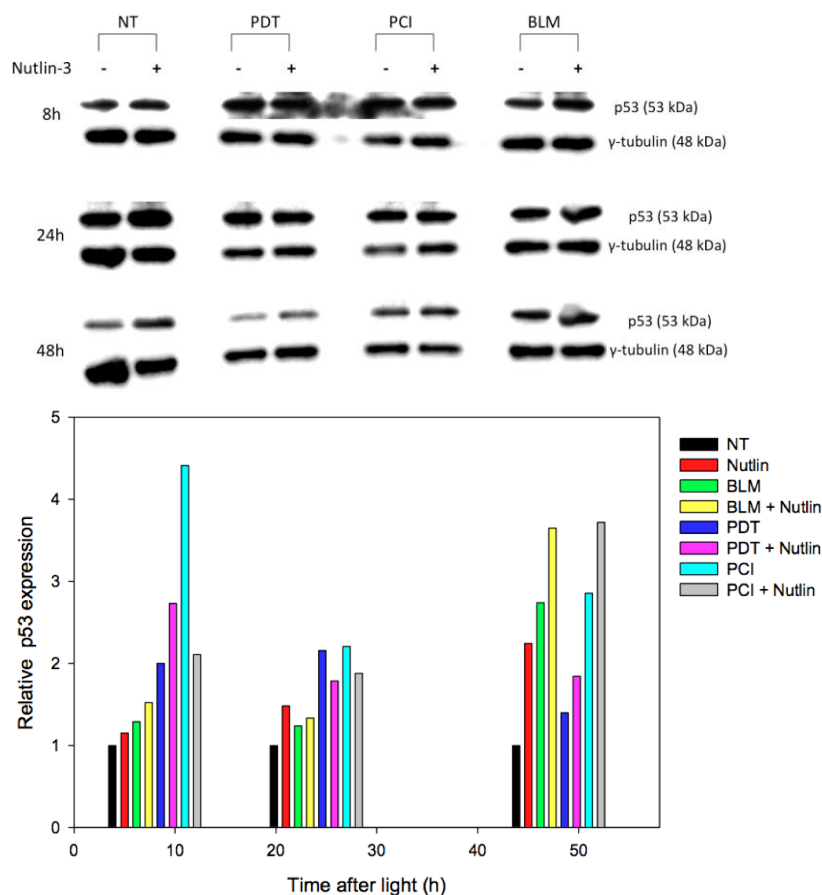 NT PDT PCI BLM
Nutlin-3 - + - + - + - +
8h
p53 (53 kDa)
γ-tubulin (48 kDa)
24h
p53 (53 kDa)
γ-tubulin (48 kDa)
48h
p53 (53 kDa)
γ-tubulin (48 kDa)
5
4
3
2
1
0
Relative p53 expression
0 10 20 30 40 50
Time after light (h)
NT
Nutlin
BLM
BLM + Nutlin
PDT
PDT + Nutlin
PCI
PCI + Nutlin